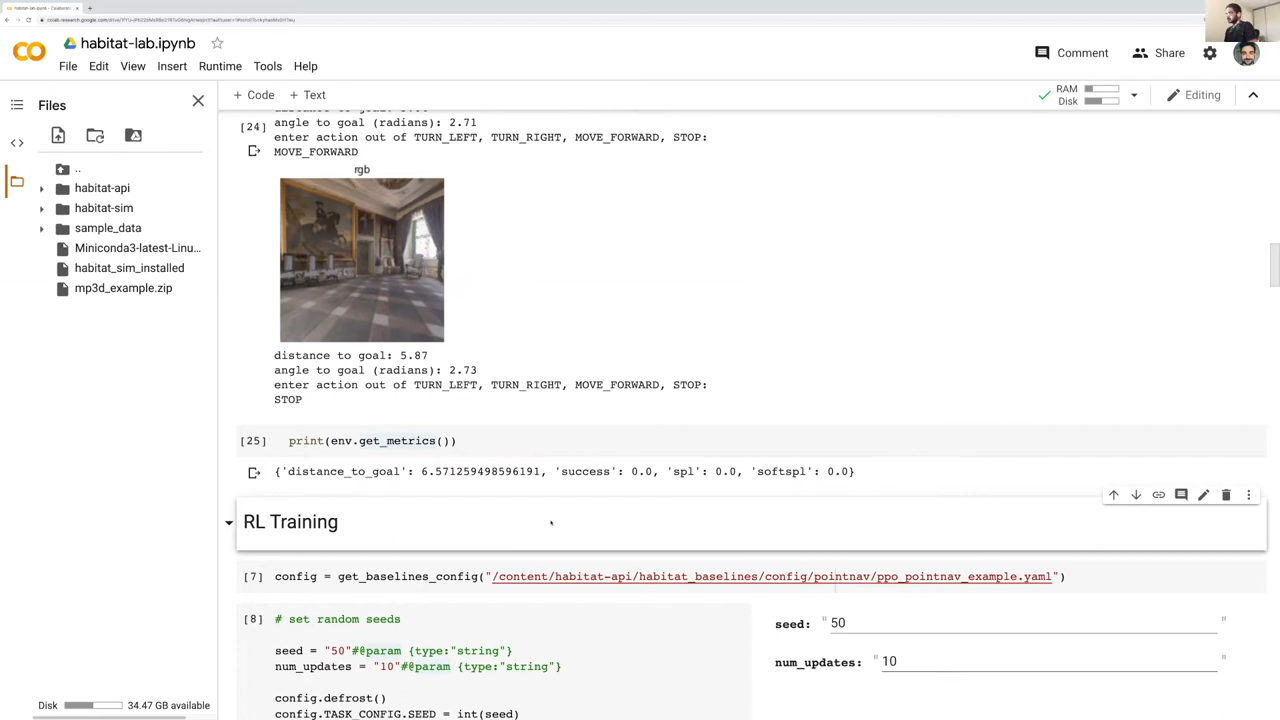 habitat-lab.ipynb - Colaborato
habitat-lab.ipynb
Comment
Share
File Edit View Insert Runtime Tools Help
RAM
Disk
Editing
Files
+ Code + Text
..
habitat-api
habitat-sim
sample_data
Miniconda3-latest-Linu...
habitat_sim_installed
mp3d_example.zip
Disk 34.47 GB available
[24]
angle to goal (radians): 2.71
enter action out of TURN_LEFT, TURN_RIGHT, MOVE_FORWARD, STOP:
MOVE_FORWARD
rgb
distance to goal: 5.87
angle to goal (radians): 2.73
enter action out of TURN_LEFT, TURN_RIGHT, MOVE_FORWARD, STOP:
STOP
[25] print(env.get_metrics())
{'distance_to_goal': 6.571259498596191, 'success': 0.0, 'spl': 0.0, 'softspl': 0.0}
RL Training
[7] config = get_baselines_config("/content/habitat-api/habitat_baselines/config/pointnav/ppo_pointnav_example.yaml")
[8] # set random seeds
seed = "50"#@param {type:"string"}
num_updates = "10"#@param {type:"string"}
config.defrost()
config.TASK_CONFIG.SEED = int(seed)
seed: "50"
num_updates: "10"